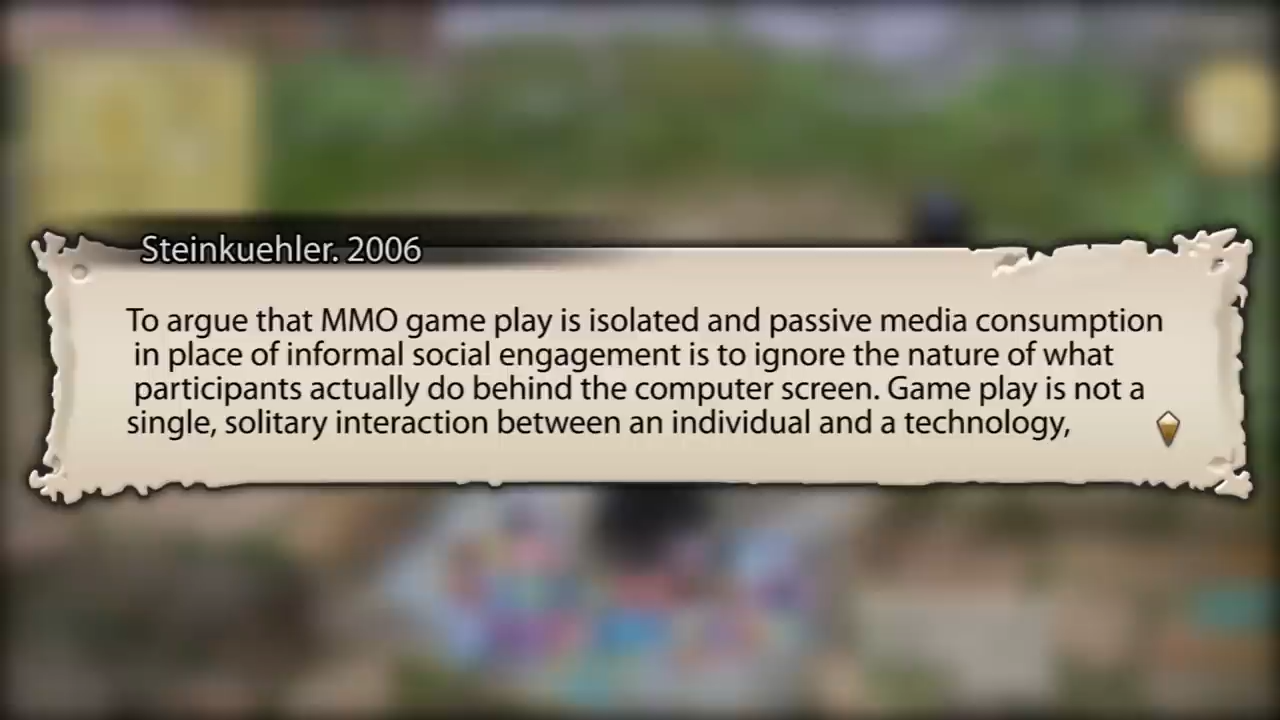 Steinkuehler. 2006
To argue that MMO game play is isolated and passive media consumption
in place of informal social engagement is to ignore the nature of what
participants actually do behind the computer screen. Game play is not a
single, solitary interaction between an individual and a technology,